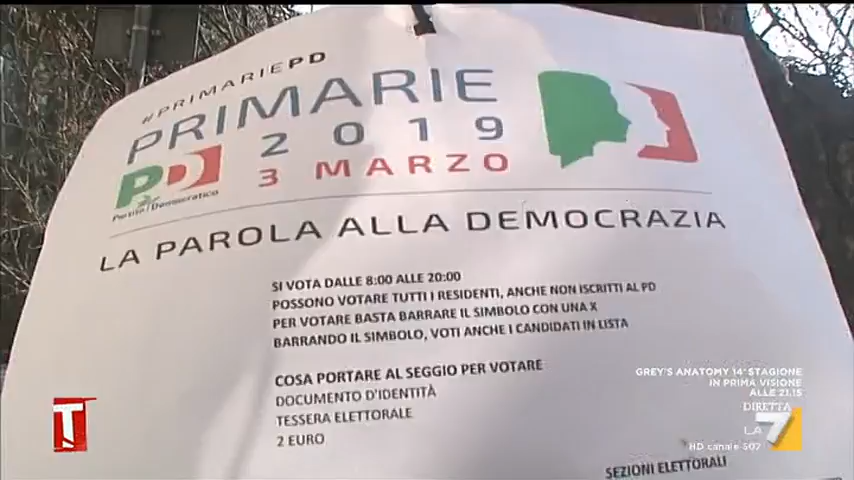 #PRIMARIEPD
PRIMARIE
2019
3 MARZO
PD
Partito Democratico
LA PAROLA ALLA DEMOCRAZIA
SI VOTA DALLE 8:00 ALLE 20:00
POSSONO VOTARE TUTTI I RESIDENTI, ANCHE NON ISCRITTI AL PD
PER VOTARE BASTA BARRARE IL SIMBOLO CON UNA X
BARRANDO IL SIMBOLO, VOTI ANCHE I CANDIDATI IN LISTA
COSA PORTARE AL SEGGIO PER VOTARE
DOCUMENTO D'IDENTITÀ
TESSERA ELETTORALE
2 EURO
SEZIONI ELETTORALI
GREY'S ANATOMY 14ª STAGIONE
IN PRIMA VISIONE
ALLE 21.15
DIRETTA
LA 7
HD canale 507
T